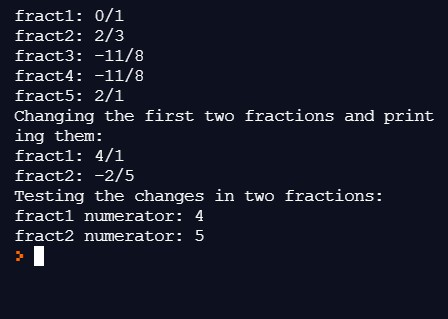 fract1: 0/1
fract2: 2/3
fract3: -11/8
fract4: -11/8
fract5: 2/1
Changing the first two fractions and print
ing them:
fract1: 4/1
fract2: -2/5
Testing the changes in two fractions:
fract1 numerator: 4
fract2 numerator: 5
>